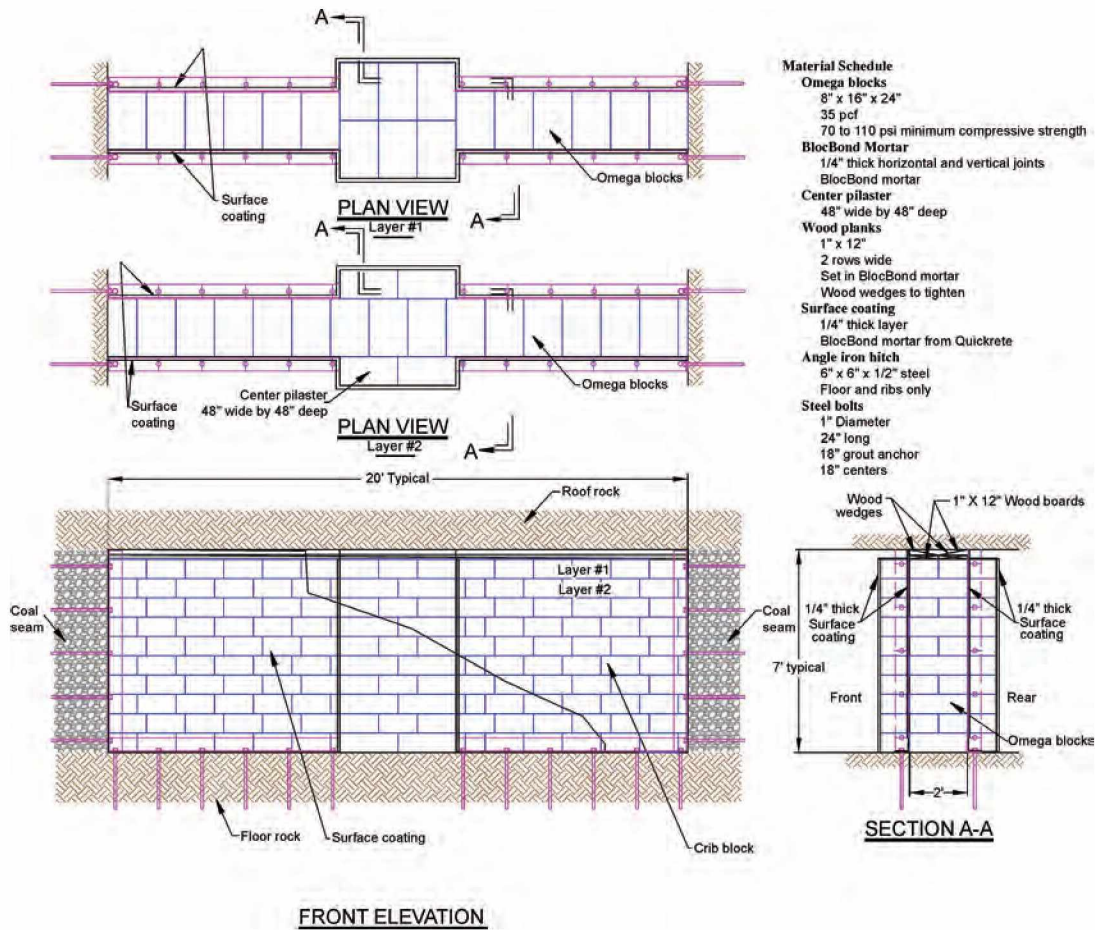 A
Surface
coating
Omega blocks
PLAN VIEW
Layer #1
A
A
Surface
coating
Center pilaster
48" wide by 48" deep
Omega blocks
PLAN VIEW
Layer #2
A
Material Schedule
Omega blocks
8" x 16" x 24"
35 pcf
70 to 110 psi minimum compressive strength
BlocBond Mortar
1/4" thick horizontal and vertical joints
BlocBond mortar
Center pilaster
48" wide by 48" deep
Wood planks
1" x 12"
2 rows wide
Set in BlocBond mortar
Wood wedges to tighten
Surface coating
1/4" thick layer
BlocBond mortar from Quickrete
Angle iron hitch
6" x 6" x 1/2" steel
Floor and ribs only
Steel bolts
1" Diameter
24" long
18" grout anchor
18" centers
20' Typical
Roof rock
Layer #1
Layer #2
Coal
seam
Coal
seam
Floor rock
Surface coating
Crib block
FRONT ELEVATION
Wood
wedges
1" X 12" Wood boards
1/4" thick
Surface
coating
1/4" thick
Surface
coating
7' typical
Front
Rear
Omega blocks
2'
SECTION A-A